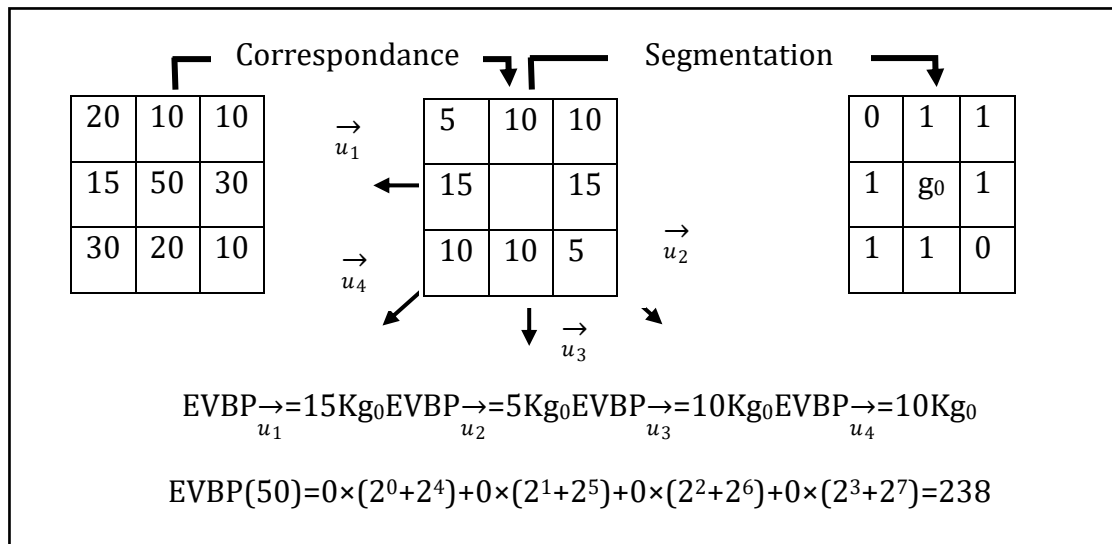 Correspondance Segmentation
20 10 10
15 50 30
30 20 10
5 10 10
15 15
10 10 5
0 1 1
1 g₀ 1
1 1 0
→u₁
→u₄
→u₂
→u₃
EVBP→u₁=15Kg₀EVBP→u₂=5Kg₀EVBP→u₃=10Kg₀EVBP→u₄=10Kg₀
EVBP(50)=0×(2⁰+2⁴)+0×(2¹+2⁵)+0×(2²+2⁶)+0×(2³+2⁷)=238